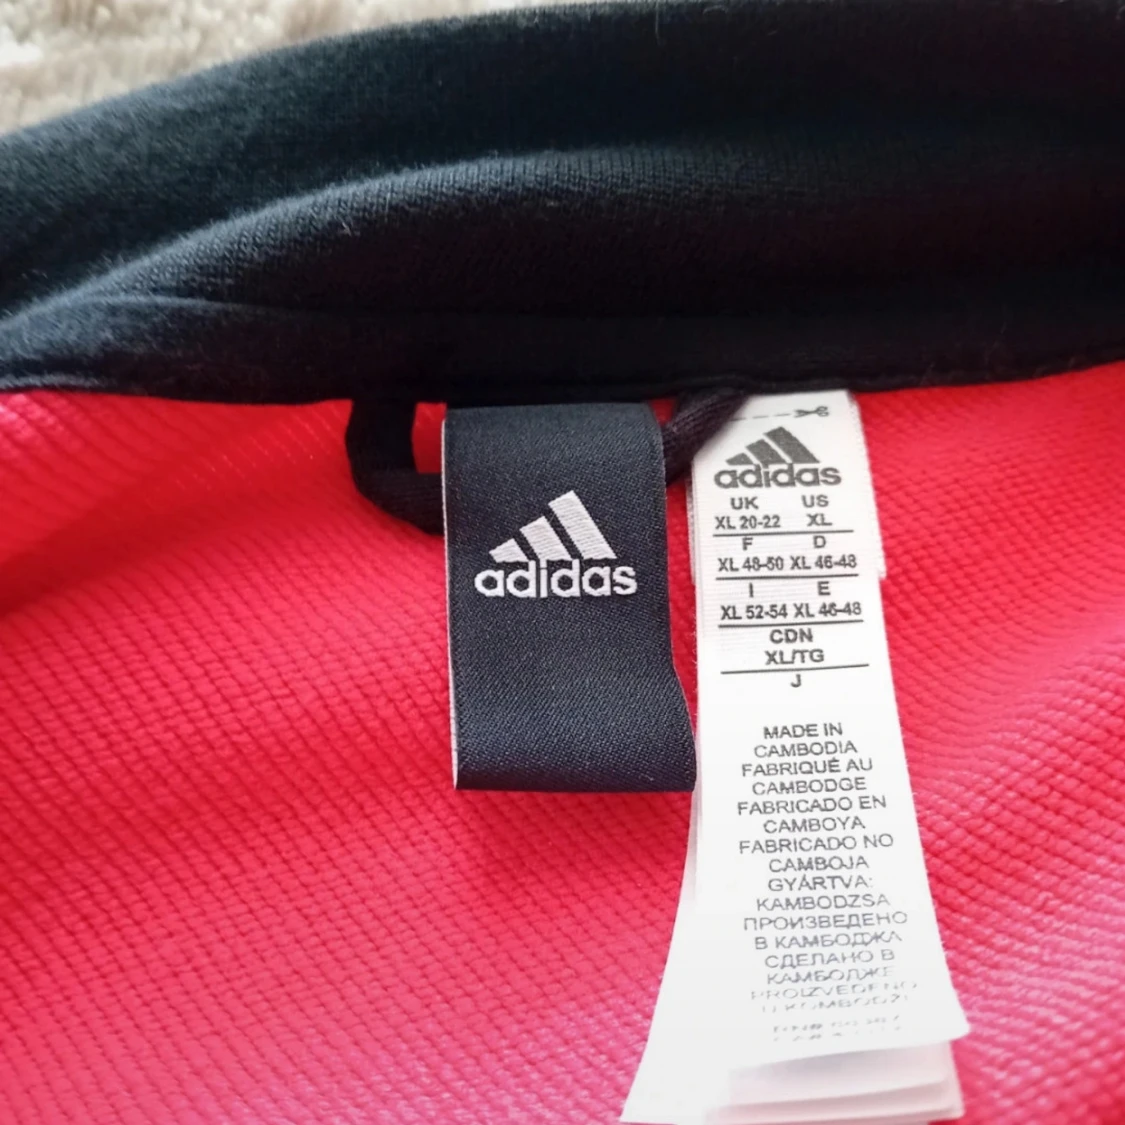 adidas
adidas
UK US
XL 20-22 XL
F D
XL 48-50 XL 46-48
I E
XL 52-54 XL 46-48
CDN
XL/TG
J
MADE IN
CAMBODIA
FABRIQUÉ AU
CAMBODGE
FABRICADO EN
CAMBOYA
FABRICADO NO
CAMBOJA
GYÁRTVA:
KAMBODZSA
ПРОИЗВЕДЕНО
В КАМБОДЖА
СДЕЛАНО В
КАМБОДЖЕ
PROIZVEDENO
U KOMBODŽI